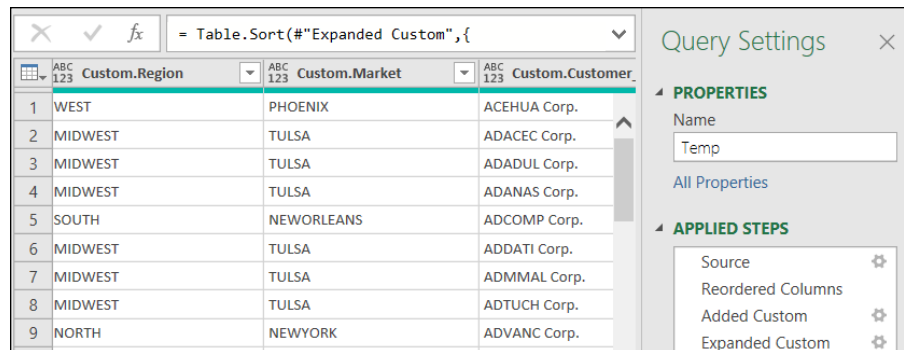 fx = Table.Sort(#"Expanded Custom",{
ABC 123 Custom.Region ABC 123 Custom.Market ABC 123 Custom.Customer_
1 WEST PHOENIX ACEHUA Corp.
2 MIDWEST TULSA ADACEC Corp.
3 MIDWEST TULSA ADADUL Corp.
4 MIDWEST TULSA ADANAS Corp.
5 SOUTH NEWORLEANS ADCOMP Corp.
6 MIDWEST TULSA ADDATI Corp.
7 MIDWEST TULSA ADMMAL Corp.
8 MIDWEST TULSA ADTUCH Corp.
9 NORTH NEWYORK ADVANC Corp.
Query Settings
PROPERTIES
Name
Temp
All Properties
APPLIED STEPS
Source
Reordered Columns
Added Custom
Expanded Custom